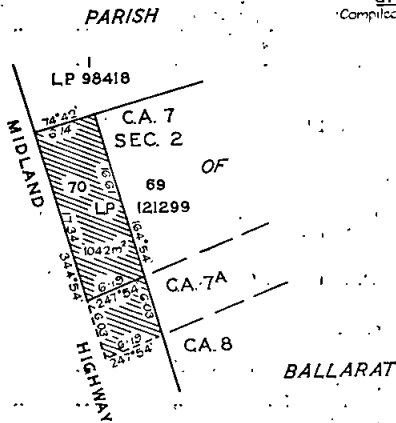 PARISH
Compiled
1
LP 98418
74°42'
6·14
C.A. 7
SEC. 2
MIDLAND
OF
70
69
LP 121299
16·61
164°54'
17·34
344°54'
1042m²
6·19
247°54'
6·03
C.A. 7A
6·03
6·19
247°54'
C.A. 8
HIGHWAY
BALLARAT